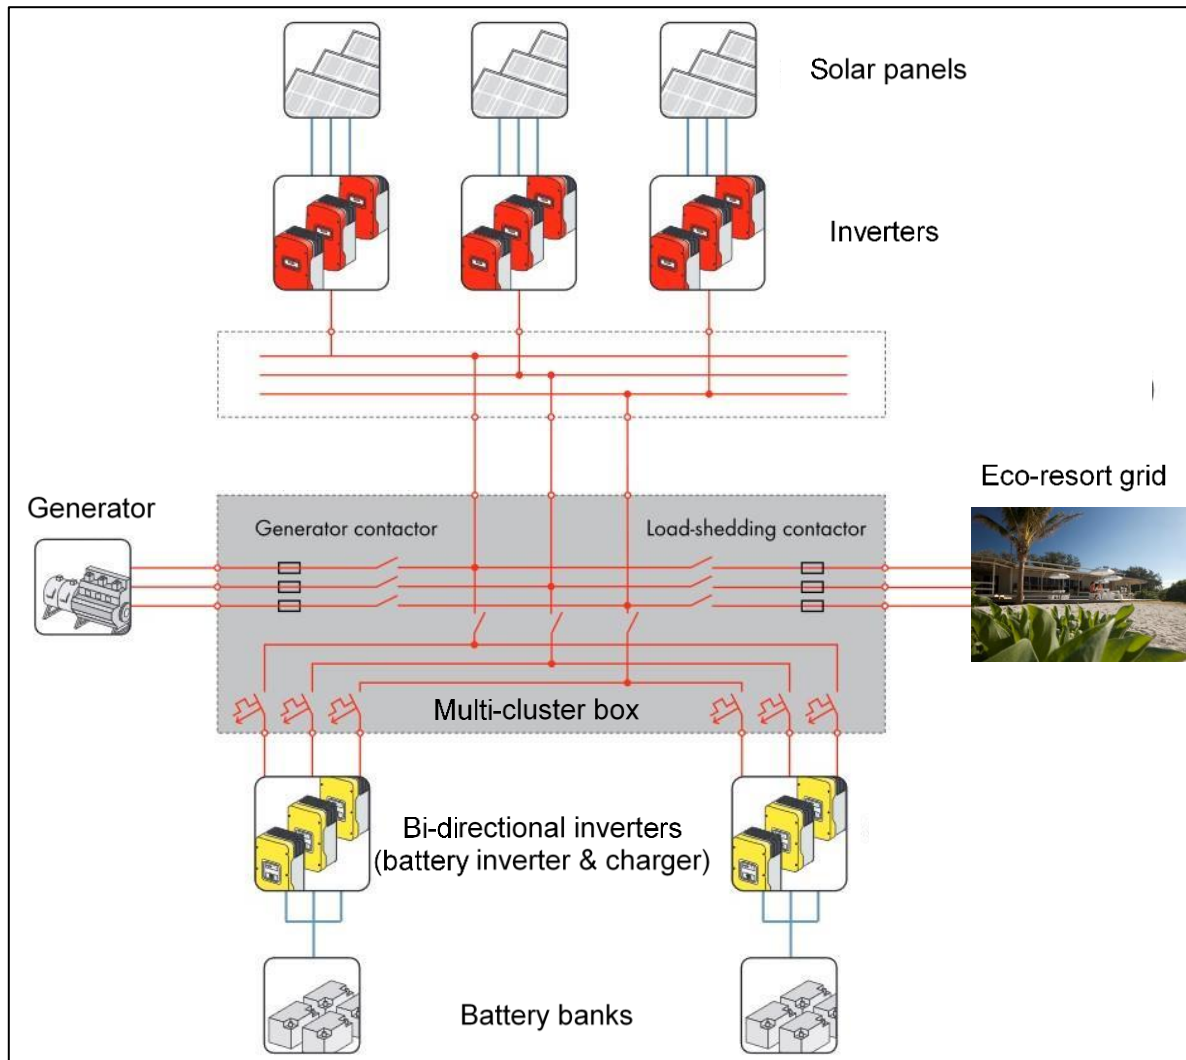 Solar panels
Inverters
)
Eco-resort grid
Generator
Generator contactor
Load-shedding contactor
Multi-cluster box
Bi-directional inverters
(battery inverter & charger)
Battery banks